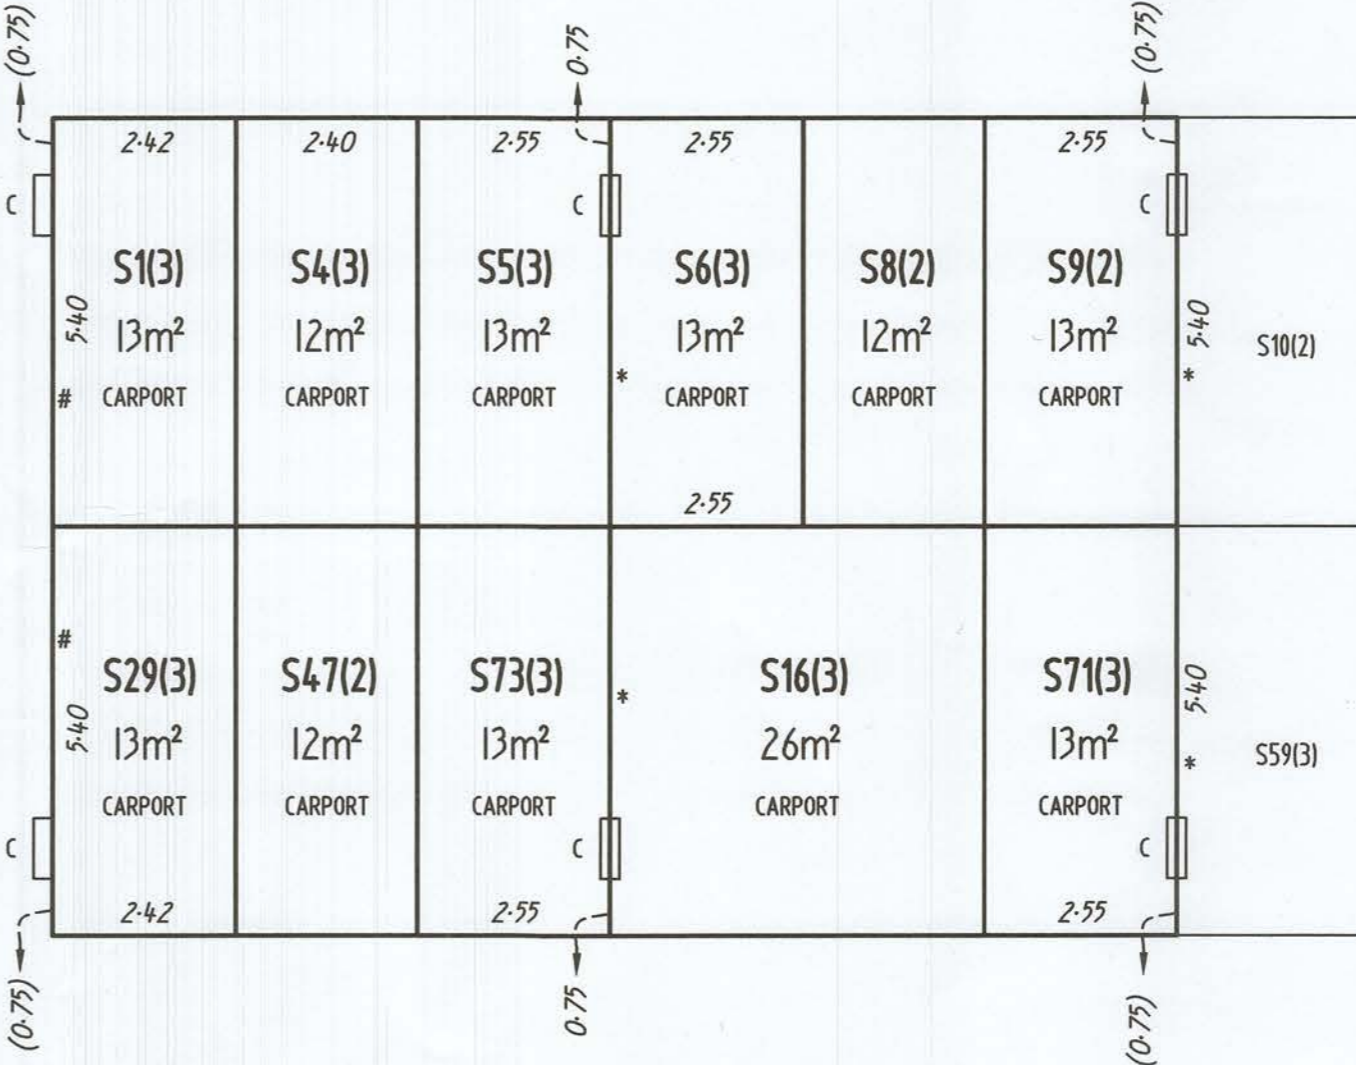 (0·75) 0·75 (0·75)
2·42 2·40 2·55 2·55 2·55
C C C
S1(3) S4(3) S5(3) S6(3) S8(2) S9(2)
5·40 13m² 12m² 13m² 13m² 12m² 13m² 5·40 S10(2)
# CARPORT CARPORT CARPORT * CARPORT CARPORT CARPORT *
2·55
#
S29(3) S47(2) S73(3) * S16(3) S71(3) 5·40
5·40 13m² 12m² 13m² 26m² 13m² * S59(3)
CARPORT CARPORT CARPORT CARPORT CARPORT
C C C
2·42 2·55 2·55
(0·75) 0·75 (0·75)